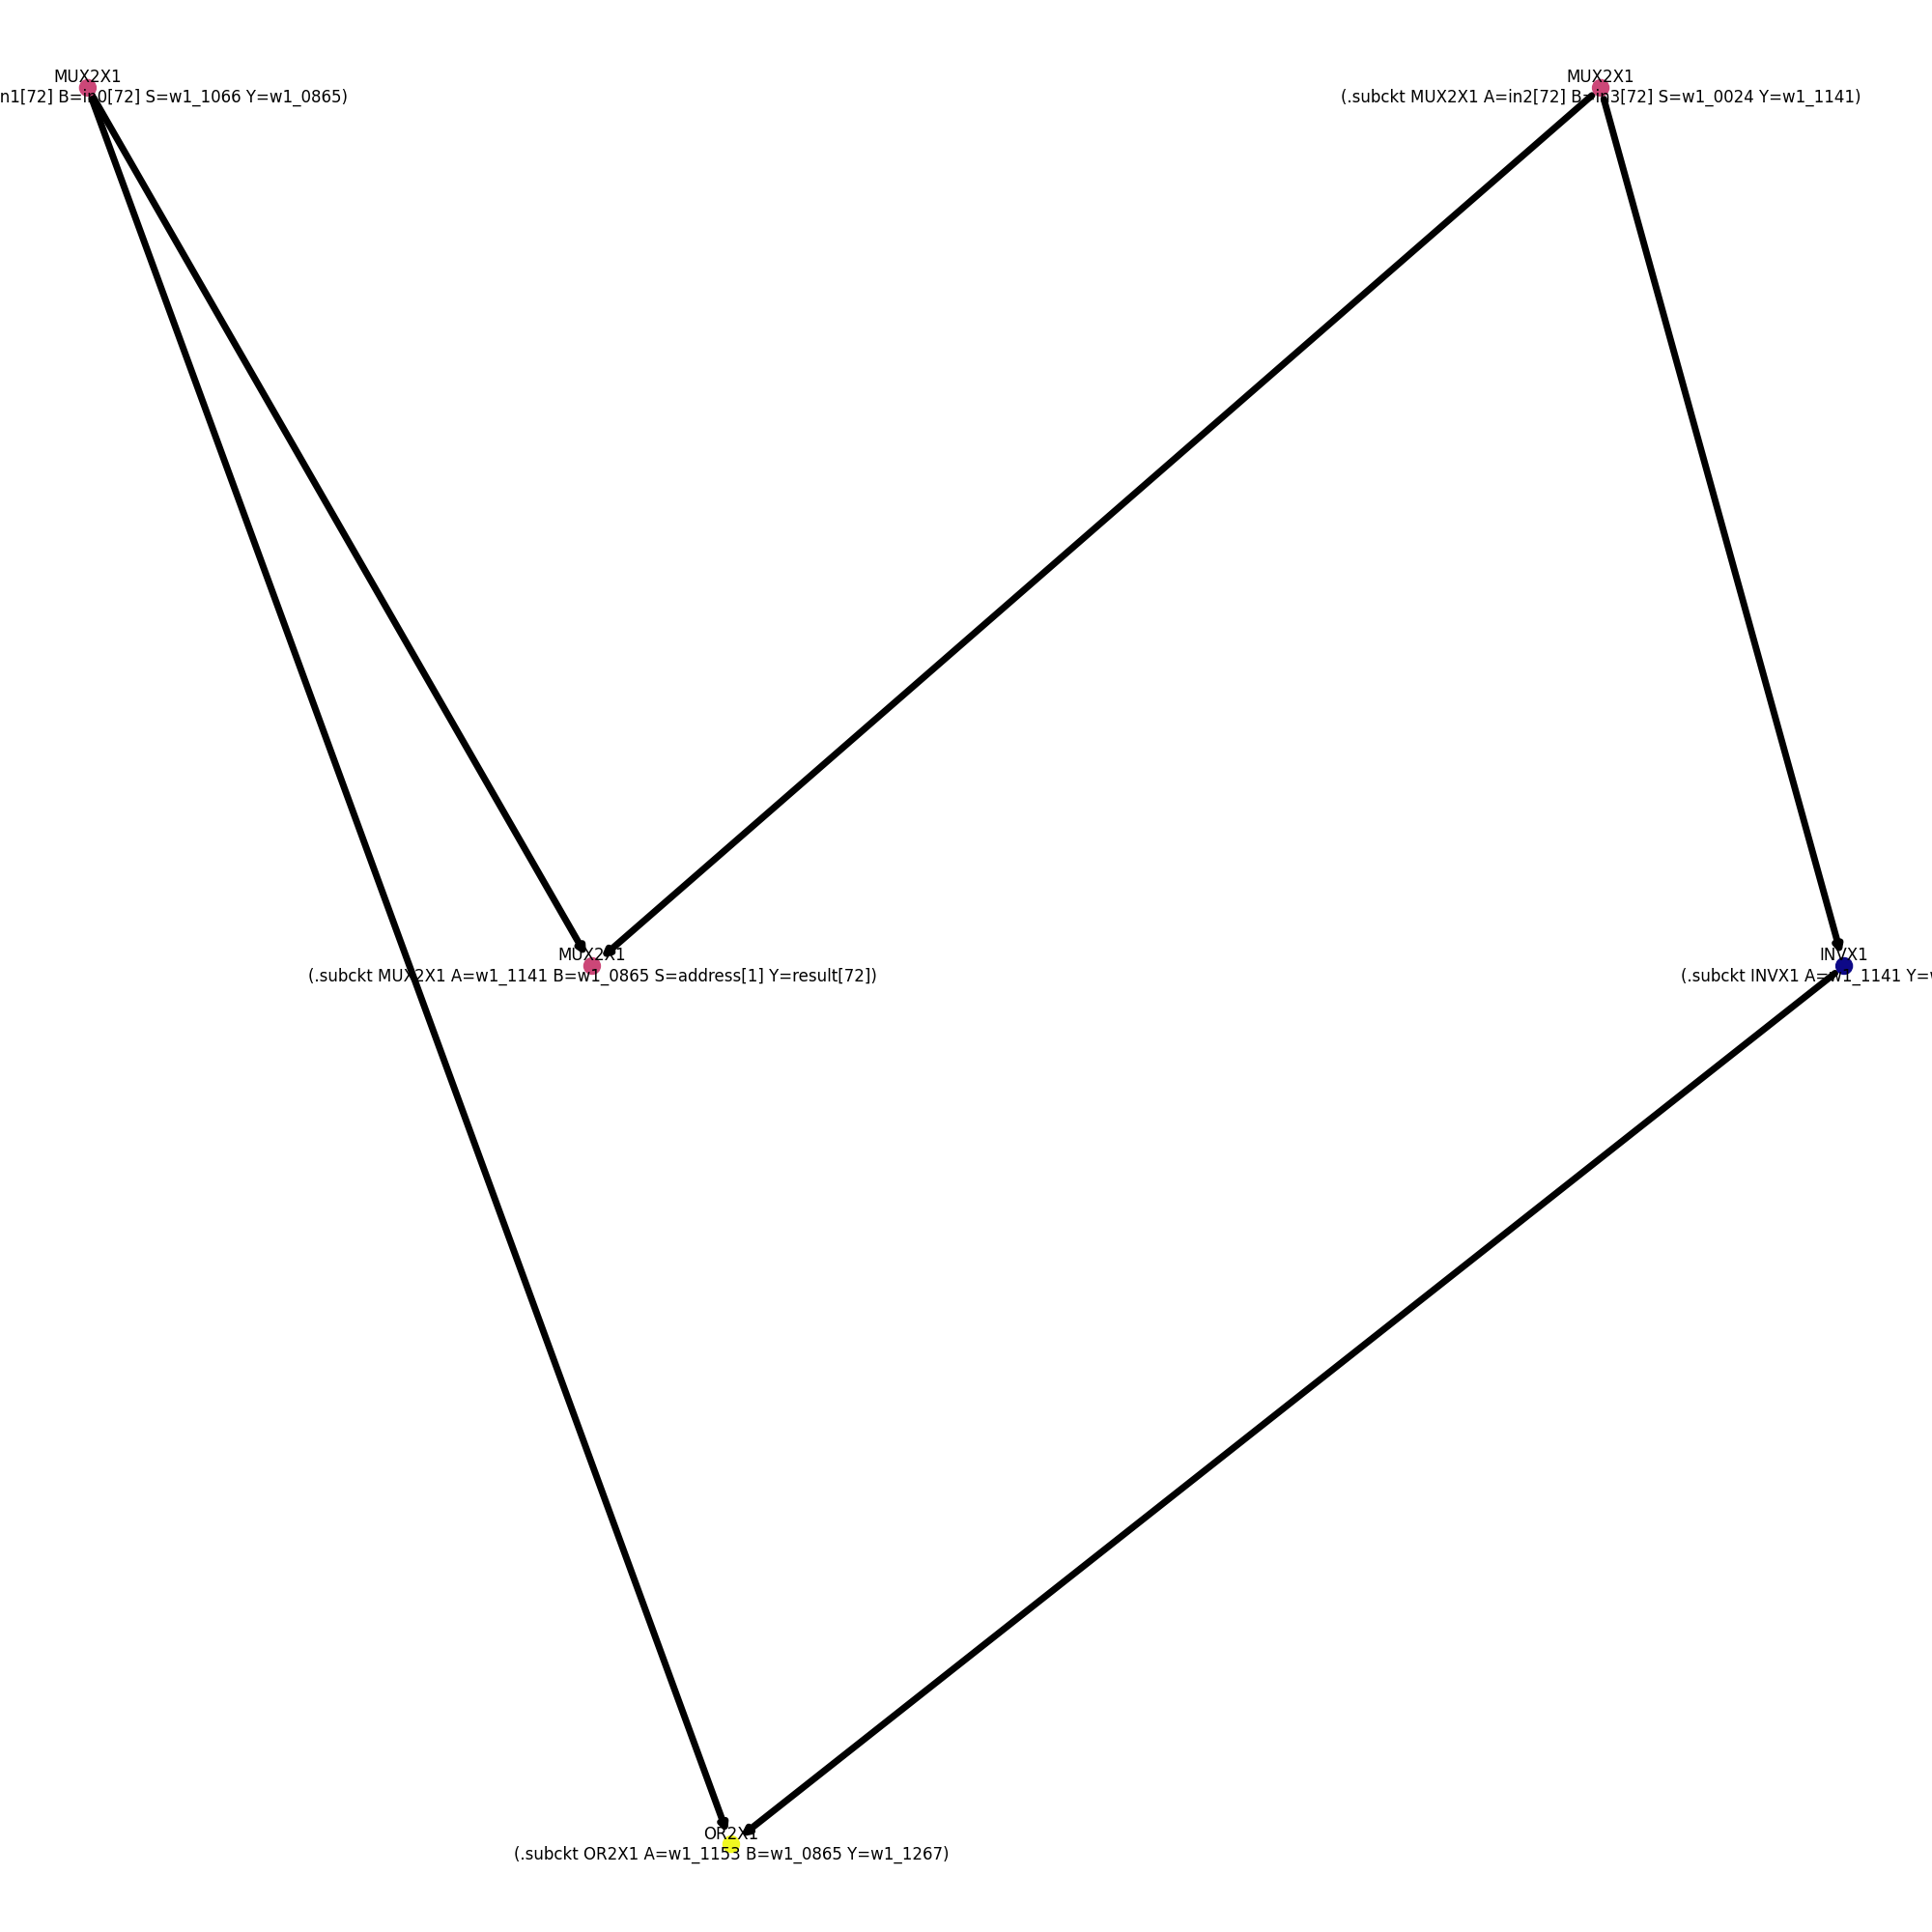 MUX2X1
n1[72] B=in0[72] S=w1_1066 Y=w1_0865)
MUX2X1
(.subckt MUX2X1 A=in2[72] B=in3[72] S=w1_0024 Y=w1_1141)
MUX2X1
(.subckt MUX2X1 A=w1_1141 B=w1_0865 S=address[1] Y=result[72])
INVX1
(.subckt INVX1 A=w1_1141 Y=
OR2X1
(.subckt OR2X1 A=w1_1153 B=w1_0865 Y=w1_1267)